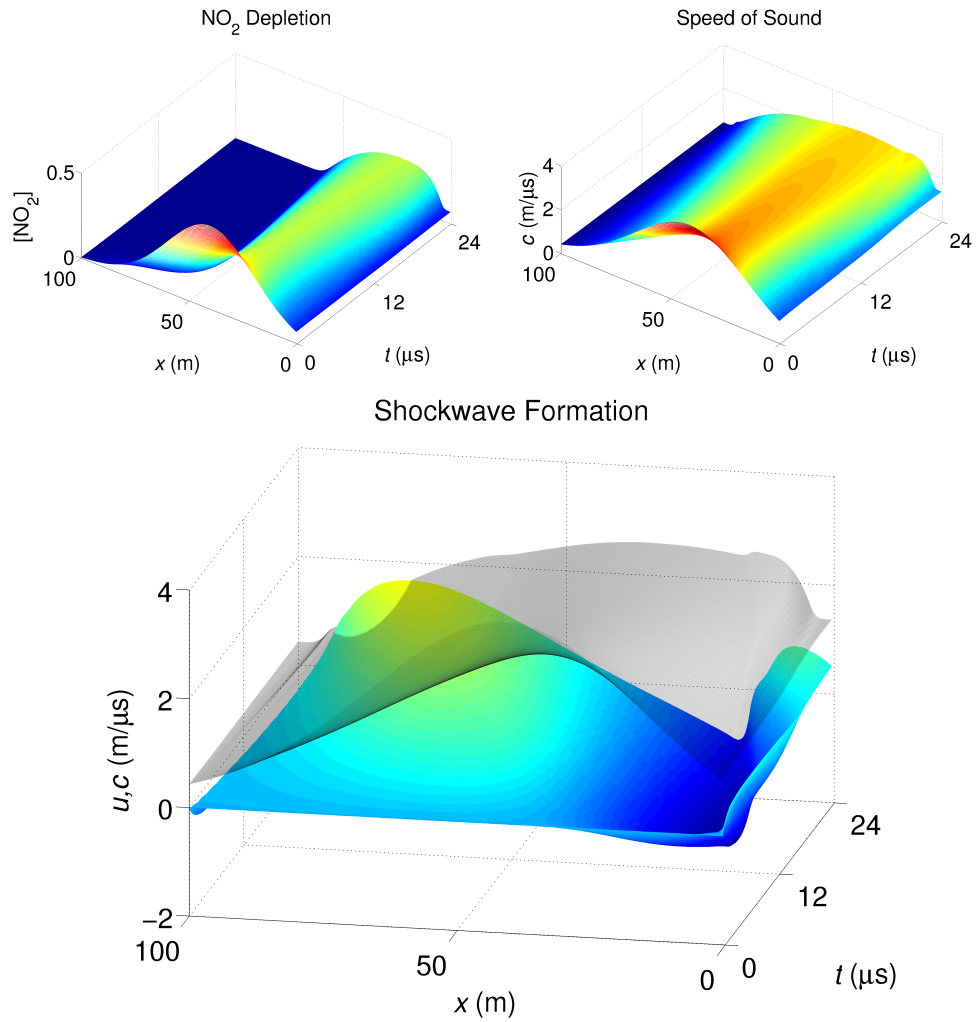 NO2 Depletion
Speed of Sound
0.5
0
[NO2]
100
50
0
x (m)
0
12
24
t (μs)
4
2
0
c (m/μs)
100
50
0
x (m)
0
12
24
t (μs)
Shockwave Formation
4
2
0
−2
u,c (m/μs)
100
50
0
x (m)
0
12
24
t (μs)